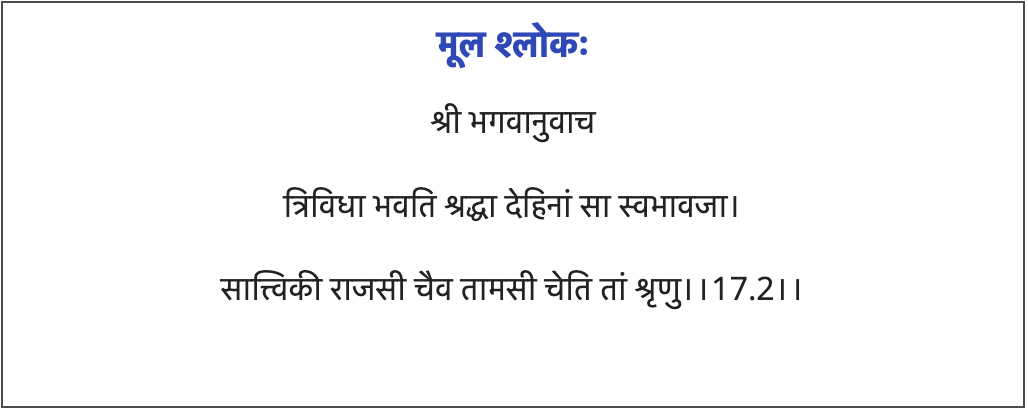 मूल श्लोकः
श्री भगवानुवाच
त्रिविधा भवति श्रद्धा देहिनां सा स्वभावजा।
सात्त्विकी राजसी चैव तामसी चेति तां श्रृणु।।17.2।।